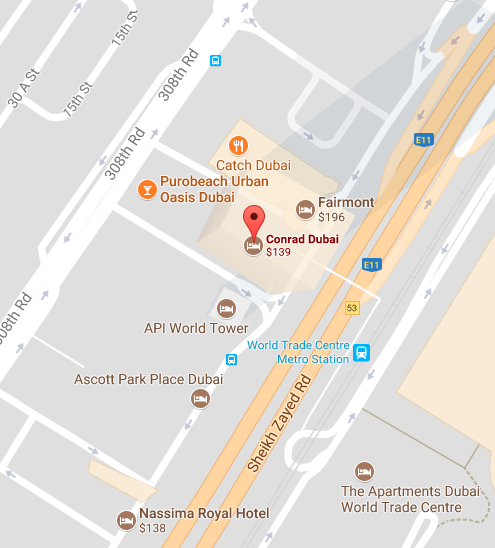 15th St
30 A St
15th St
308th Rd
308th Rd
308th Rd
E11
Catch Dubai
Purobeach Urban
Oasis Dubai
Fairmont
$196
Conrad Dubai
$139
E11
53
API World Tower
World Trade Centre
Metro Station
Ascott Park Place Dubai
Sheikh Zayed Rd
The Apartments Dubai
World Trade Centre
Nassima Royal Hotel
$138